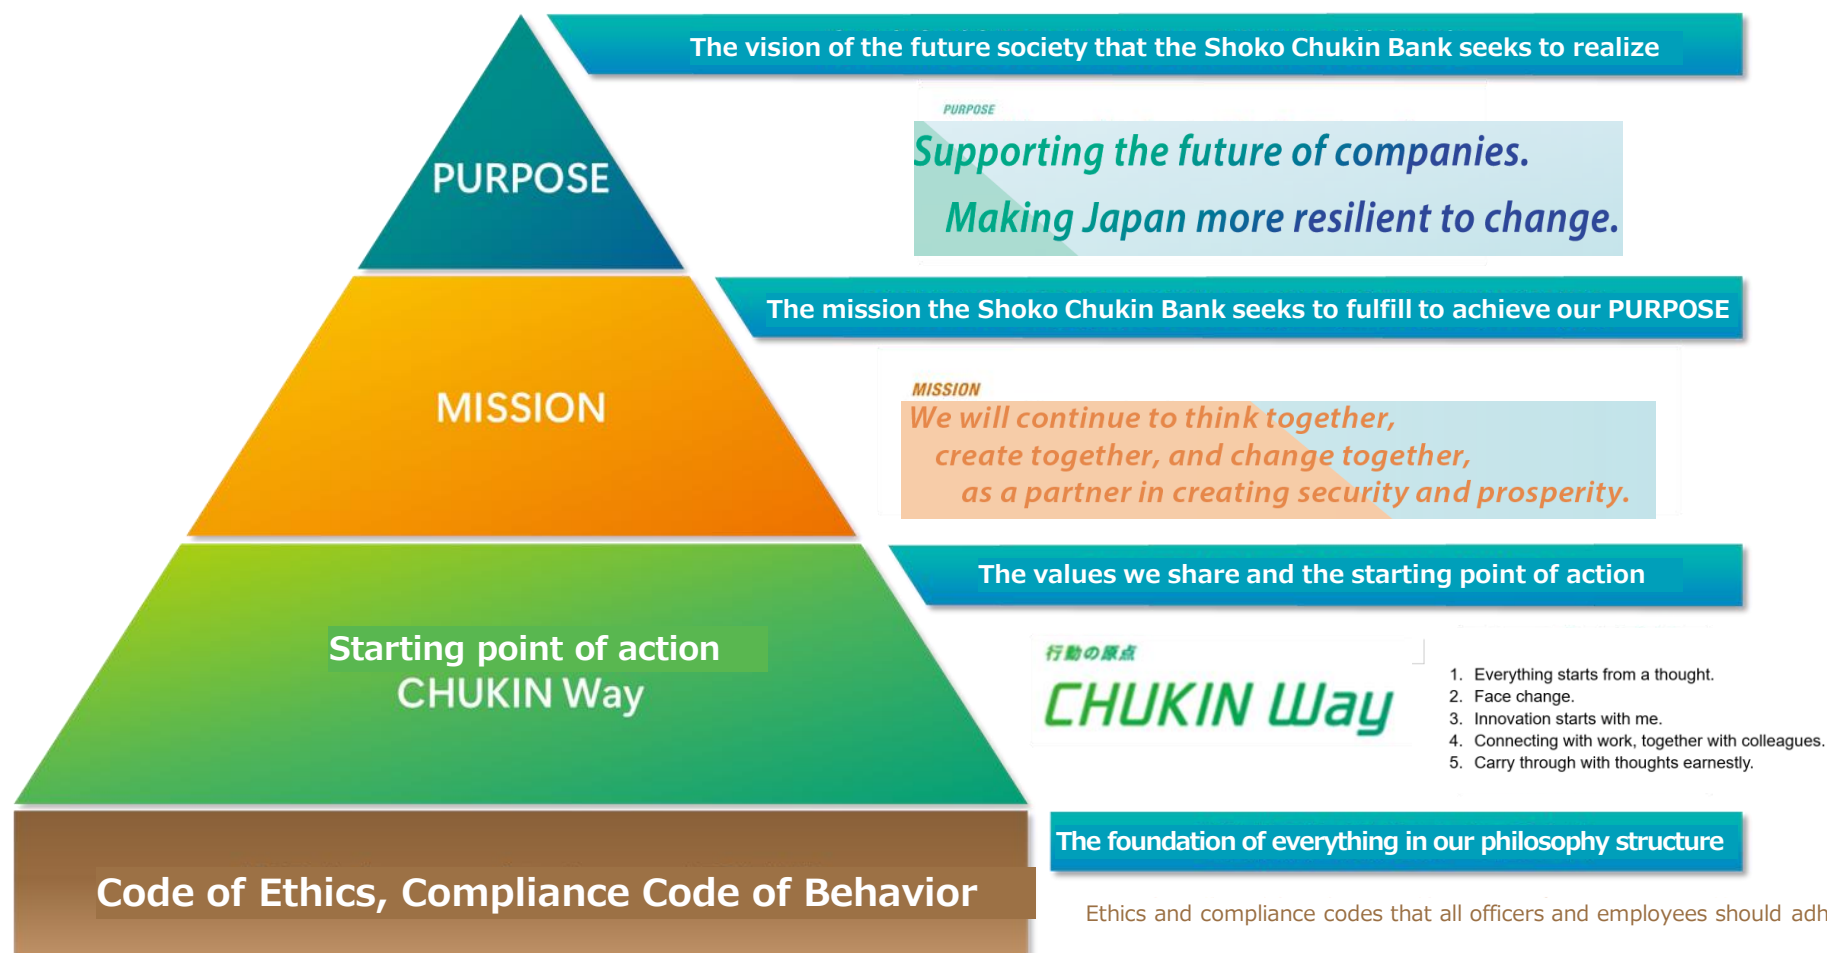 The vision of the future society that the Shoko Chukin Bank seeks to realize
PURPOSE
PURPOSE
Supporting the future of companies.
Making Japan more resilient to change.
The mission the Shoko Chukin Bank seeks to fulfill to achieve our PURPOSE
MISSION
MISSION
We will continue to think together,
create together, and change together,
as a partner in creating security and prosperity.
The values we share and the starting point of action
Starting point of action
CHUKIN Way
行動の原点
CHUKIN Way
1. Everything starts from a thought.
2. Face change.
3. Innovation starts with me.
4. Connecting with work, together with colleagues.
5. Carry through with thoughts earnestly.
The foundation of everything in our philosophy structure
Code of Ethics, Compliance Code of Behavior
Ethics and compliance codes that all officers and employees should